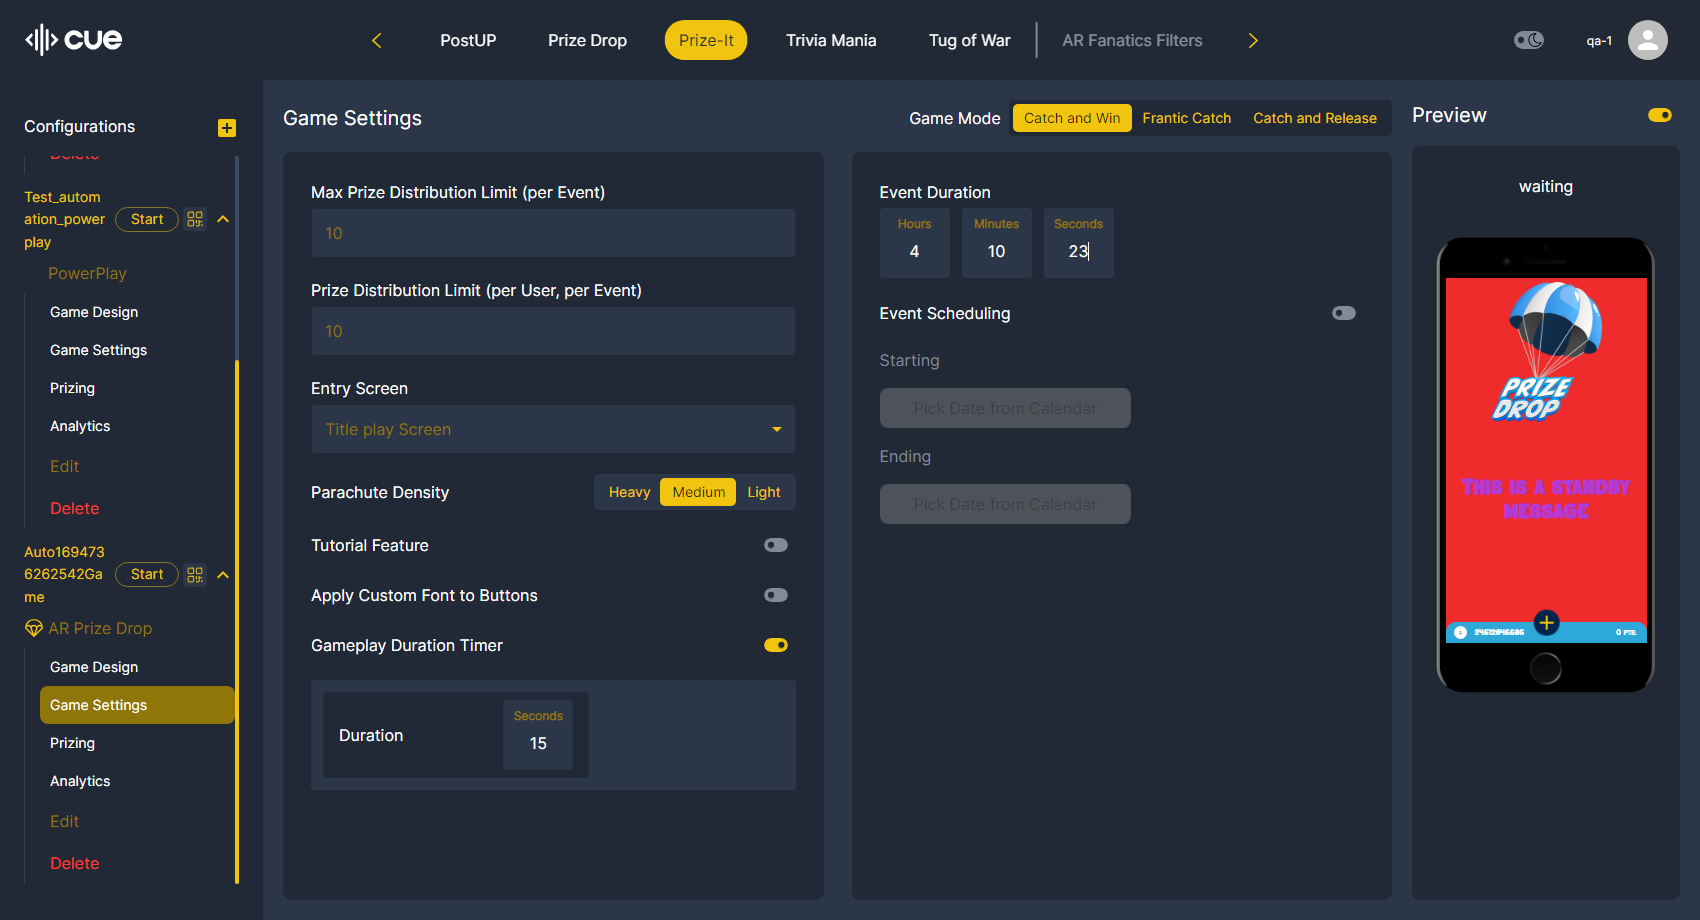 cue
PostUP
Prize Drop
Prize-It
Trivia Mania
Tug of War
AR Fanatics Filters
qa-1
Configurations
Delete
Test_autom
ation_power
play
Start
PowerPlay
Game Design
Game Settings
Prizing
Analytics
Edit
Delete
Auto169473
6262542Ga
me
Start
AR Prize Drop
Game Design
Game Settings
Prizing
Analytics
Edit
Delete
Game Settings
Game Mode
Catch and Win
Frantic Catch
Catch and Release
Max Prize Distribution Limit (per Event)
10
Prize Distribution Limit (per User, per Event)
10
Entry Screen
Title play Screen
Parachute Density
Heavy
Medium
Light
Tutorial Feature
Apply Custom Font to Buttons
Gameplay Duration Timer
Duration
Seconds
15
Event Duration
Hours
4
Minutes
10
Seconds
23
Event Scheduling
Starting
Pick Date from Calendar
Ending
Pick Date from Calendar
Preview
waiting
PRIZE
DROP
THIS IS A STANDBY
MESSAGE
0 PTS.